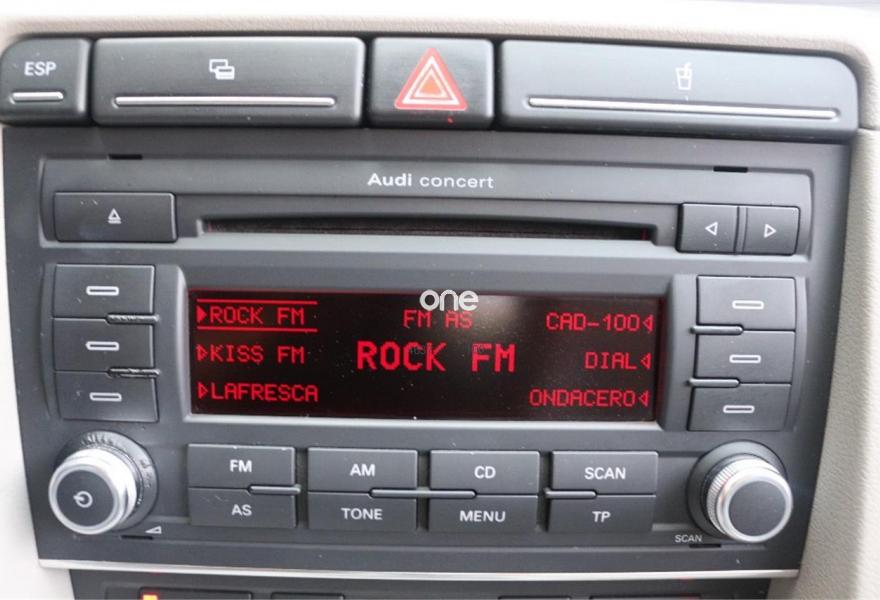 ESP
Audi concert
one
ROCK FM FM AS CAD-100
KISS FM ROCK FM DIAL
LAFRESCA ONDACERO
FM AM CD SCAN
AS TONE MENU TP
SCAN